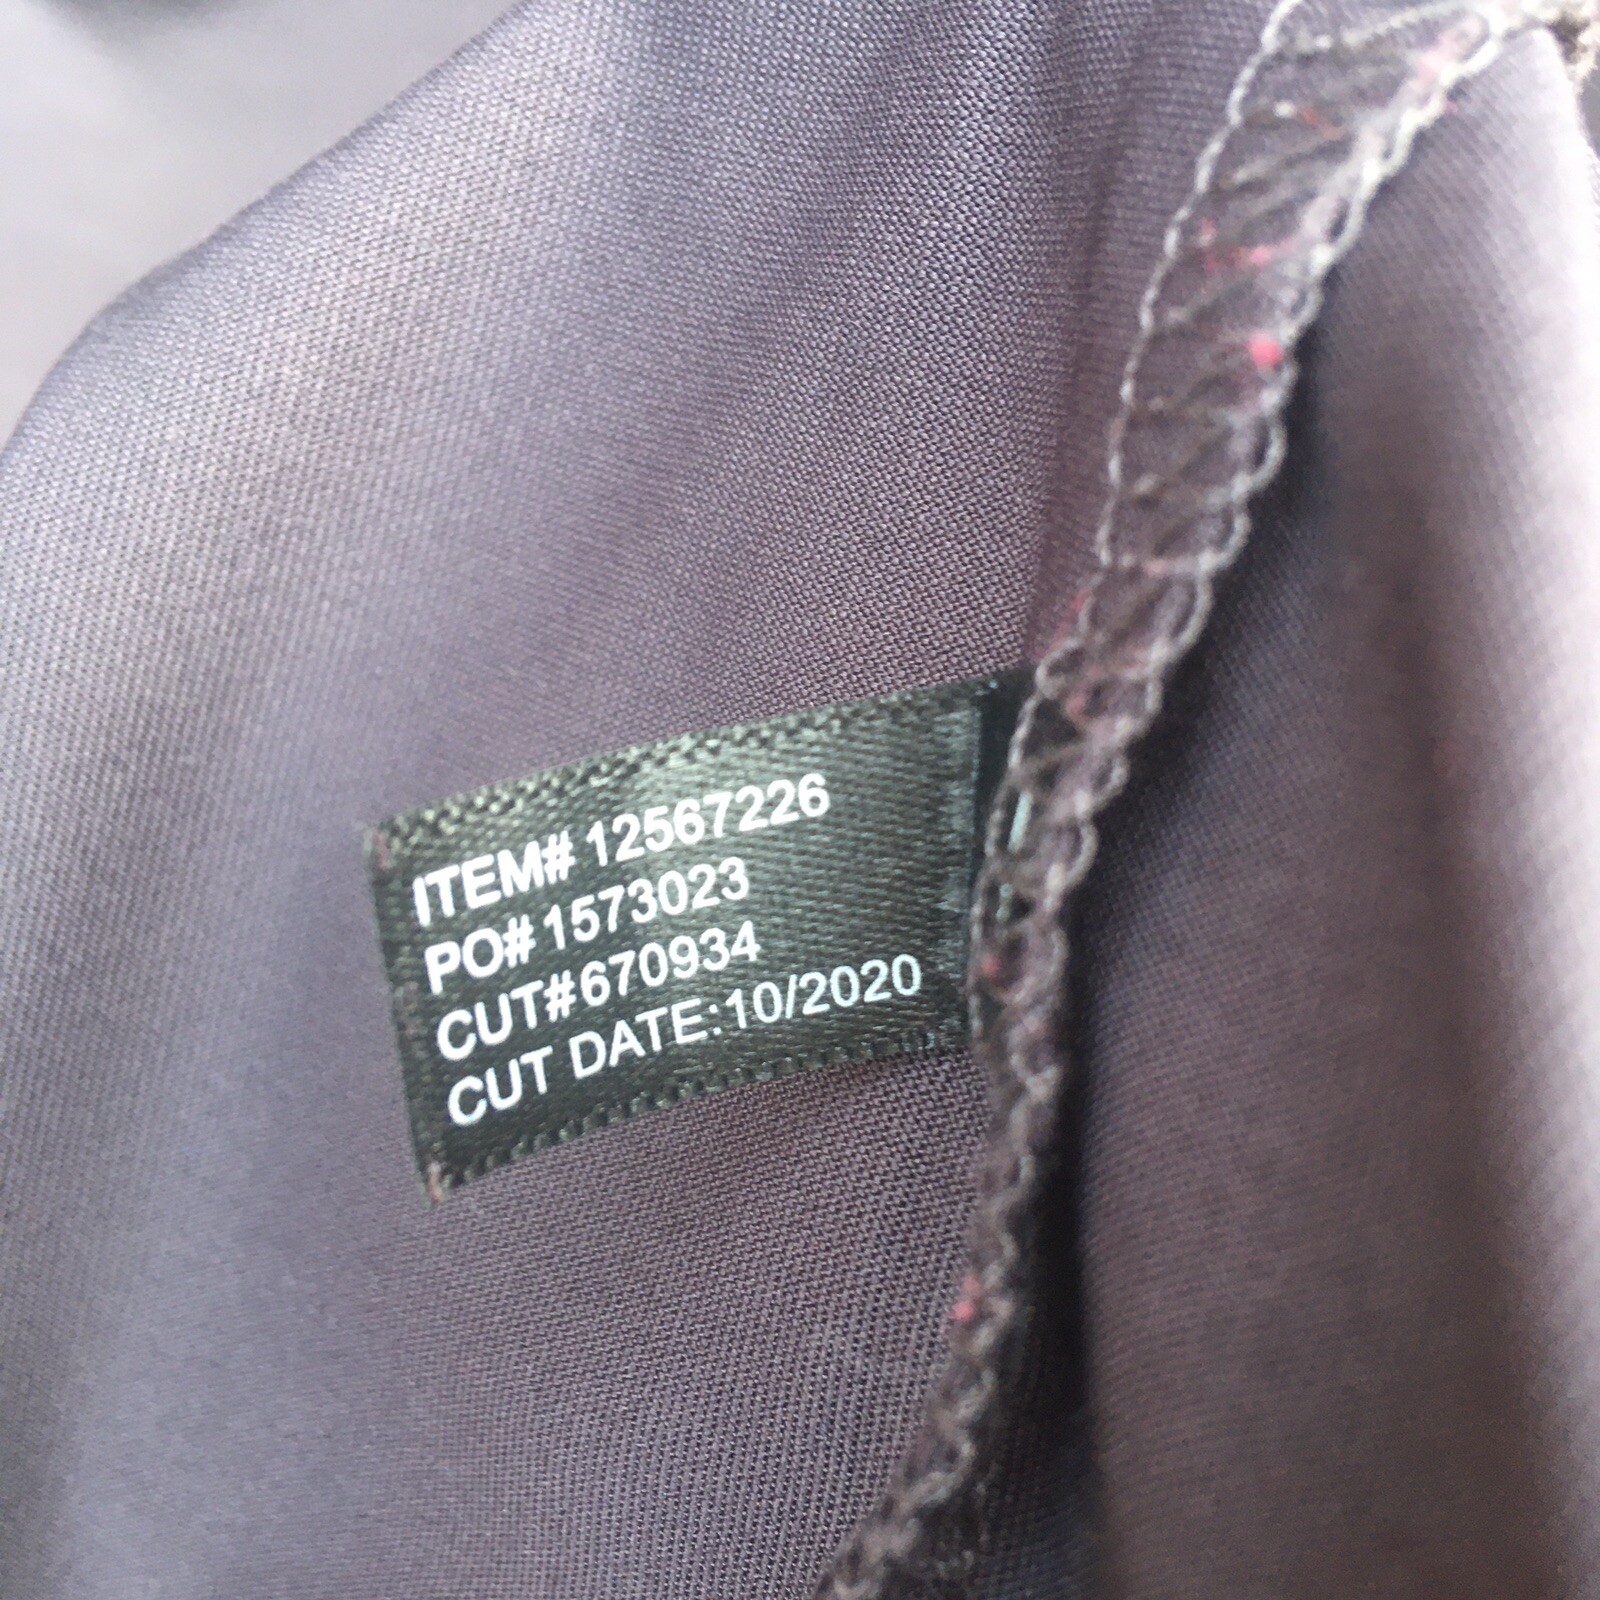 ITEM# 12567226
PO# 1573023
CUT#670934
CUT DATE:10/2020